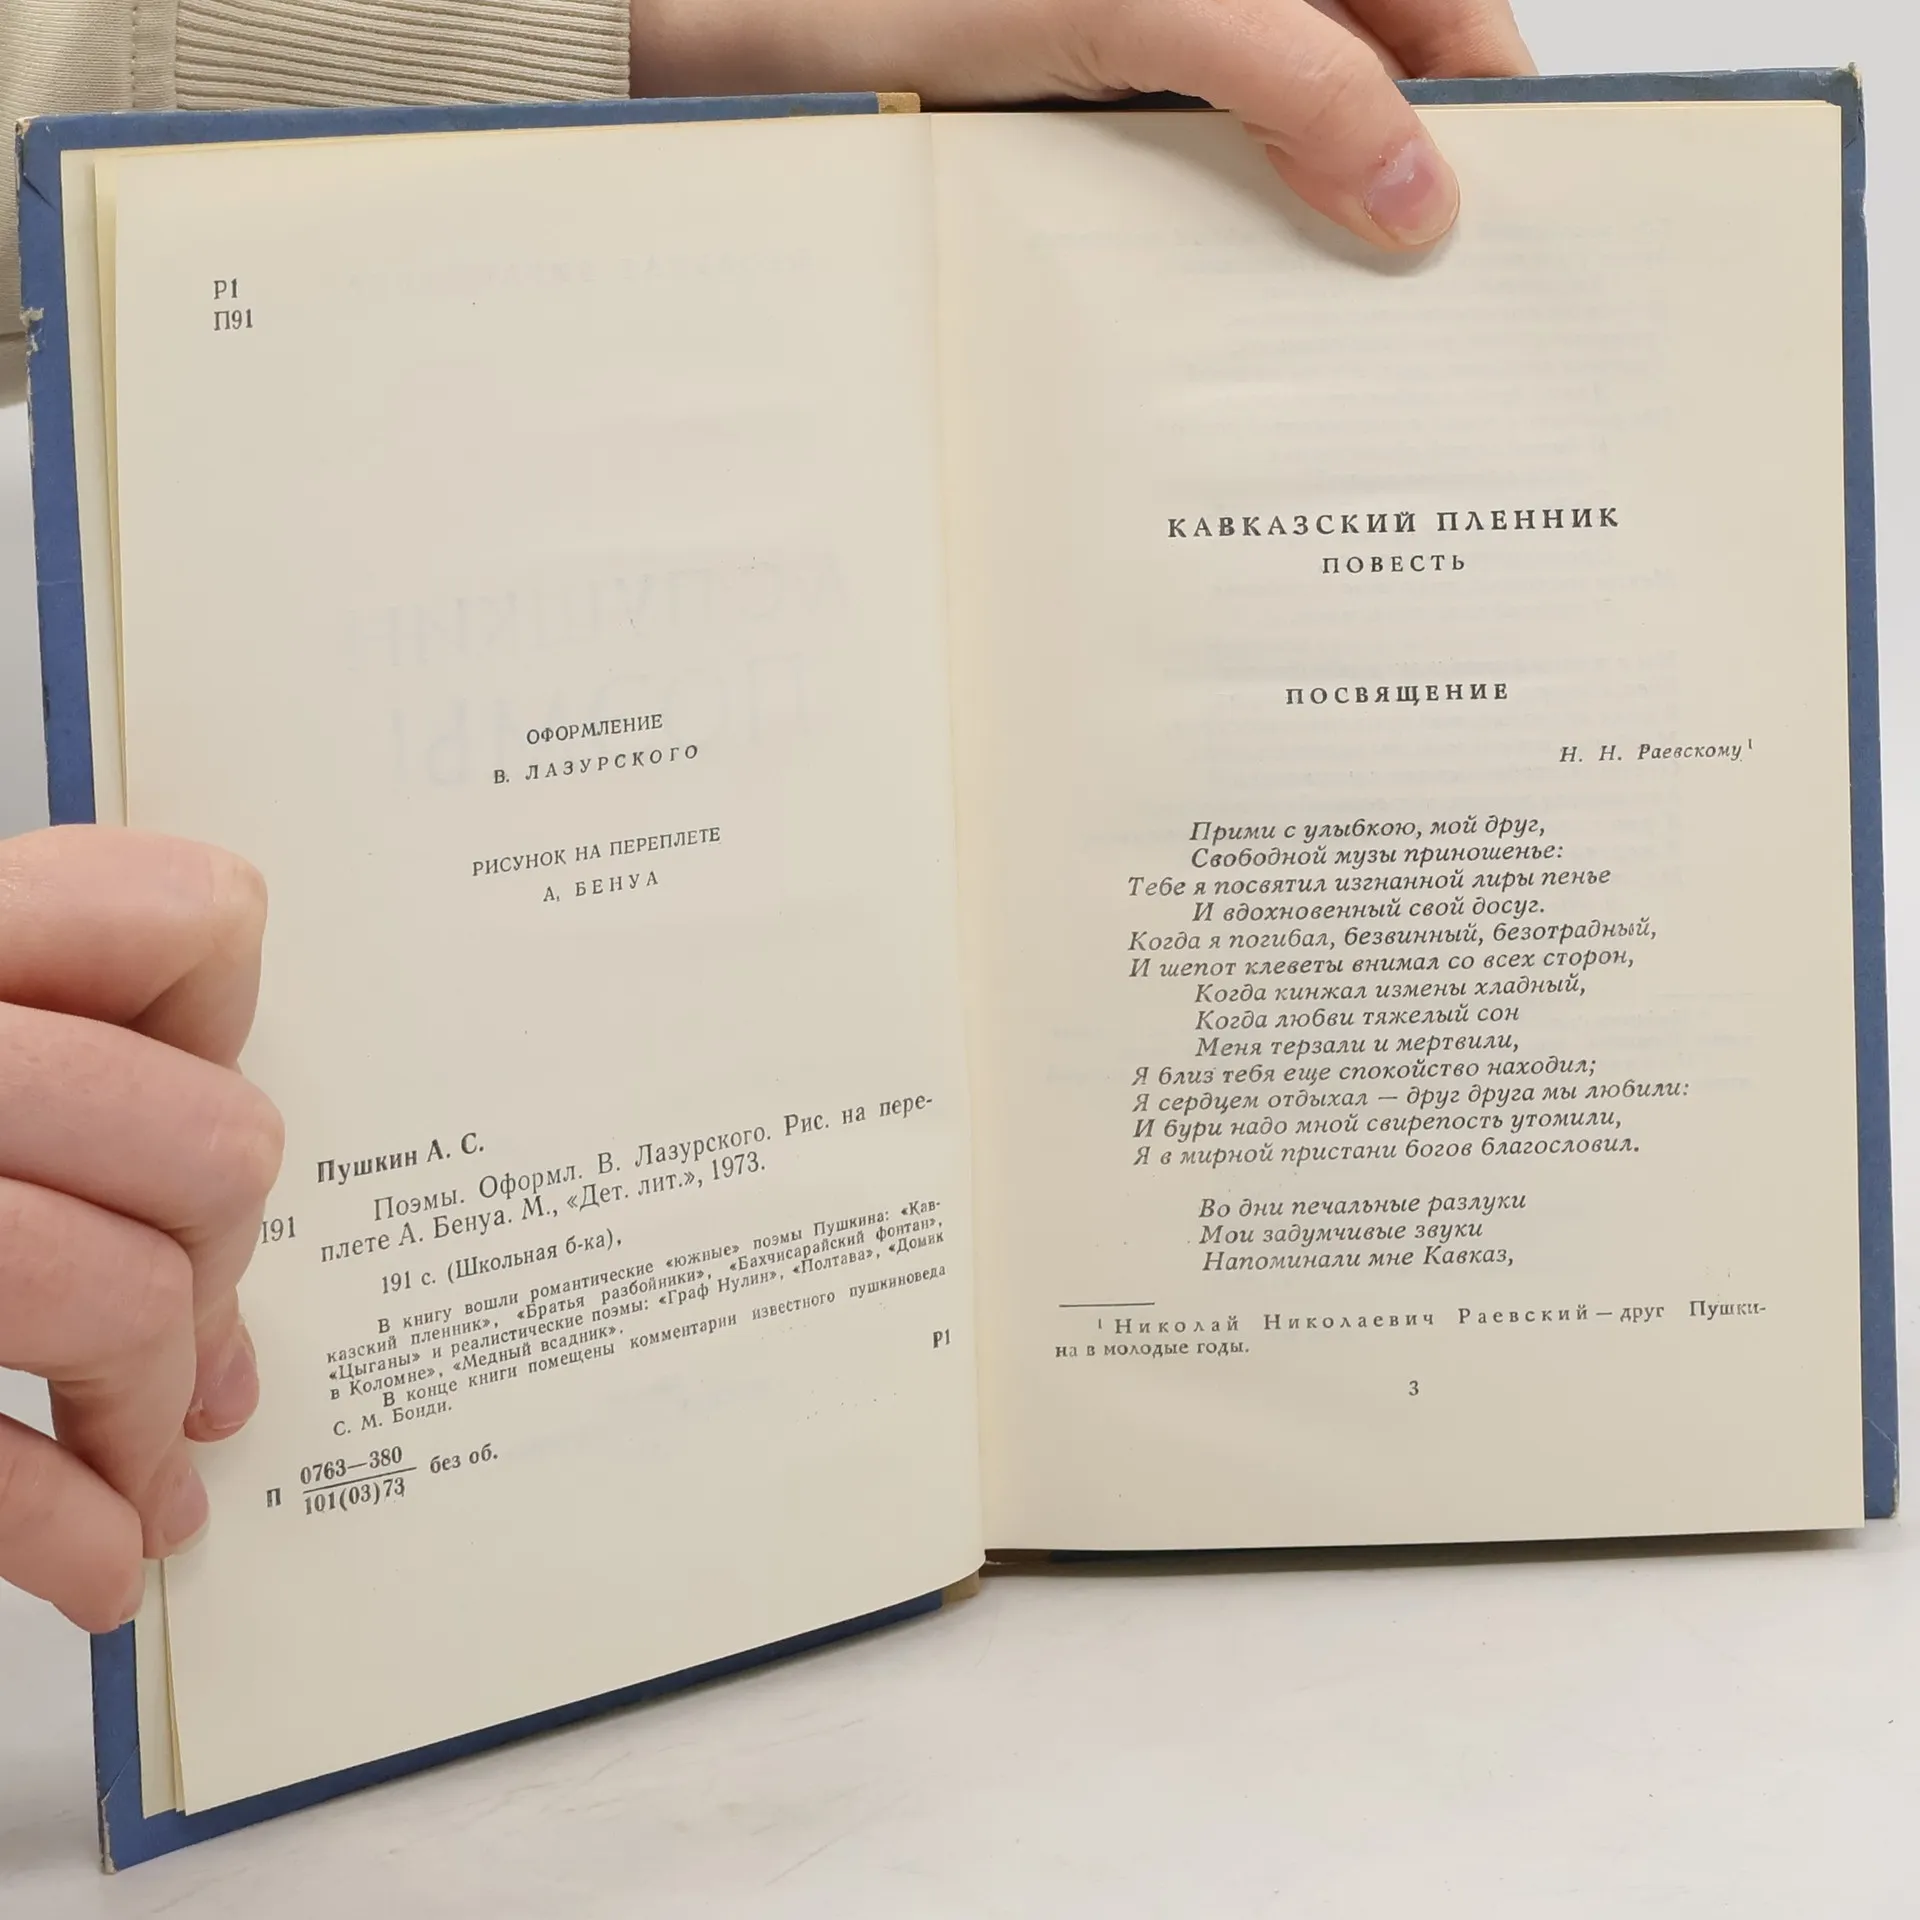 Р1
П91
ОФОРМЛЕНИЕ
В. ЛАЗУРСКОГО
РИСУНОК НА ПЕРЕПЛЕТЕ
А. БЕНУА
Пушкин А. С.
П91 Поэмы. Оформл. В. Лазурского. Рис. на пере-
плете А. Бенуа. М., «Дет. лит.», 1973.
191 с. (Школьная б-ка),
В книгу вошли романтические «южные» поэмы Пушкина: «Кав-
казский пленник», «Братья разбойники», «Бахчисарайский фонтан»,
«Цыганы» и реалистические поэмы: «Граф Нулин», «Полтава», «Домик
в Коломне», «Медный всадник».
В конце книги помещены комментарии известного пушкиноведа
С. М. Бонди.
Р1
П 0763—380 без об.
101(03)73
КАВКАЗСКИЙ ПЛЕННИК
ПОВЕСТЬ
ПОСВЯЩЕНИЕ
Н. Н. Раевскому¹
Прими с улыбкою, мой друг,
Свободной музы приношенье:
Тебе я посвятил изгнанной лиры пенье
И вдохновенный свой досуг.
Когда я погибал, безвинный, безотрадный,
И шепот клеветы внимал со всех сторон,
Когда кинжал измены хладный,
Когда любви тяжелый сон
Меня терзали и мертвили,
Я близ тебя еще спокойство находил;
Я сердцем отдыхал — друг друга мы любили:
И бури надо мной свирепость утомили,
Я в мирной пристани богов благословил.
Во дни печальные разлуки
Мои задумчивые звуки
Напоминали мне Кавказ,
¹ Николай Николаевич Раевский — друг Пушки-
на в молодые годы.
3